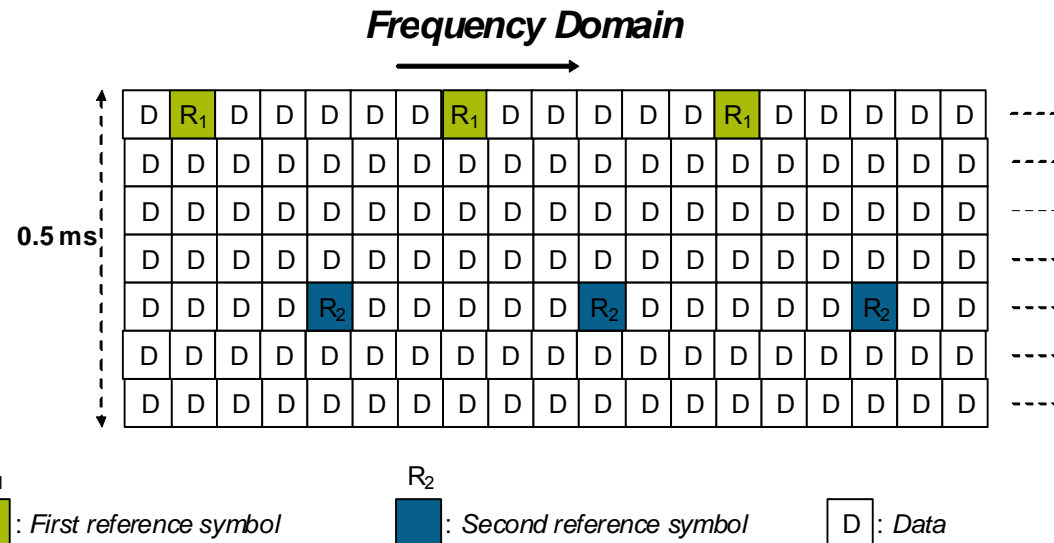 Frequency Domain
D R₁ D D D D D R₁ D D D D D R₁ D D D D D
D D D D D D D D D D D D D D D D D D D
D D D D D D D D D D D D D D D D D D D
0.5 ms
D D D D D D D D D D D D D D D D D D D
D D D D R₂ D D D D D R₂ D D D D D R₂ D D
D D D D D D D D D D D D D D D D D D D
D D D D D D D D D D D D D D D D D D D
R₂
: First reference symbol : Second reference symbol D : Data